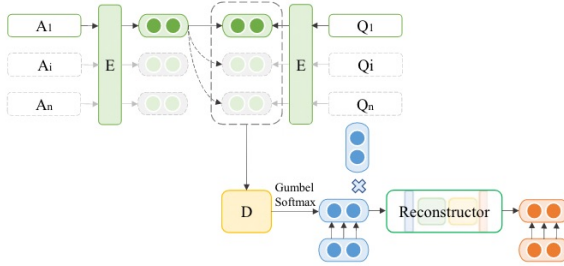 A1
E
E
Q1
Ai
Qi
An
Qn
Gumbel
Softmax
D
Reconstructor